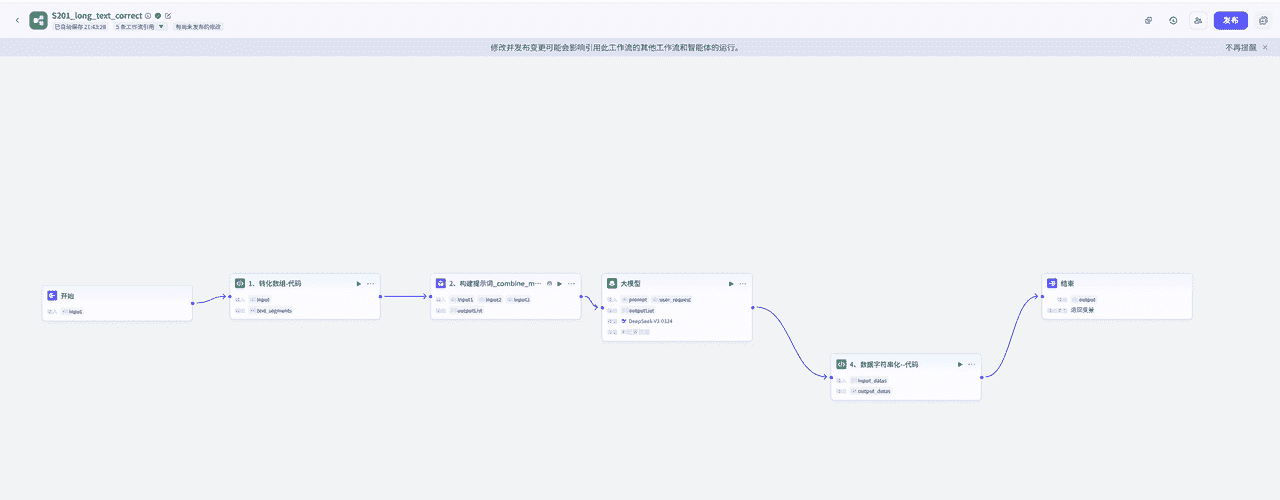 S201_long_text_correct
已自动保存 21:43:28 5 条工作流引用 有尚未发布的修改
发布
修改并发布变更可能会影响引用此工作流的其他工作流和智能体的运行。
不再提醒
开始
input
1、转化数组-代码
input
text_segments
2、构建提示词_combine_m...
input1 input2 input3
outputList
大模型
prompt user_request
outputList
DeepSeek-V3-0324
4、数据字符串化--代码
input_datas
output_datas
结束
output
返回变量